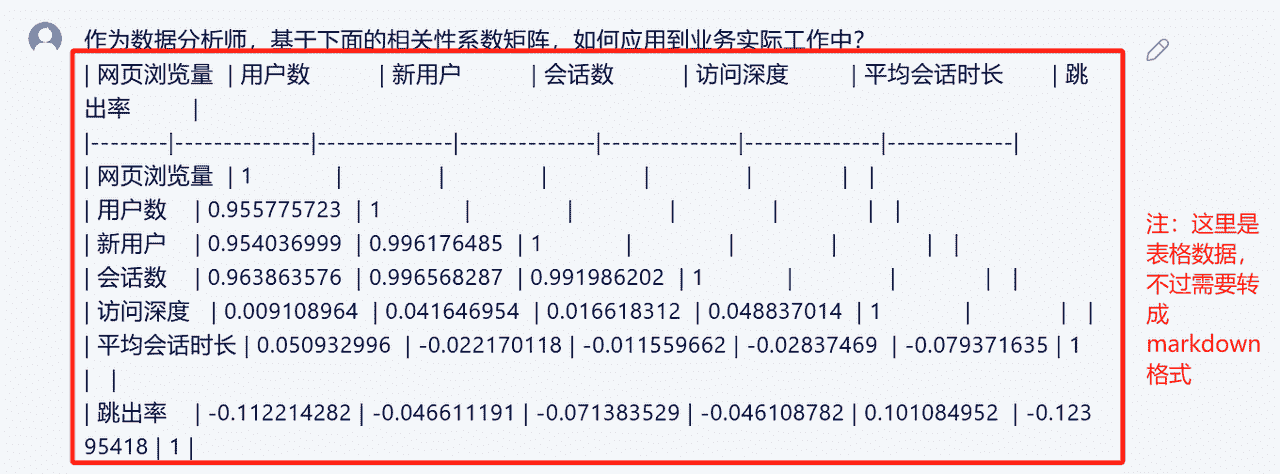 作为数据分析师，基于下面的相关性系数矩阵，如何应用到业务实际工作中?
| 网页浏览量 | 用户数 | 新用户 | 会话数 | 访问深度 | 平均会话时长 | 跳
出率 |
|--------|--------------|--------------|--------------|--------------|--------------|-------------|
| 网页浏览量 | 1 | | | | | | |
| 用户数 | 0.955775723 | 1 | | | | | |
| 新用户 | 0.954036999 | 0.996176485 | 1 | | | | |
| 会话数 | 0.963863576 | 0.996568287 | 0.991986202 | 1 | | | |
| 访问深度 | 0.009108964 | 0.041646954 | 0.016618312 | 0.048837014 | 1 | | |
| 平均会话时长 | 0.050932996 | -0.022170118 | -0.011559662 | -0.02837469 | -0.079371635 | 1
| |
| 跳出率 | -0.112214282 | -0.046611191 | -0.071383529 | -0.046108782 | 0.101084952 | -0.123
95418 | 1 |
注：这里是
表格数据，
不过需要转
成
markdown
格式